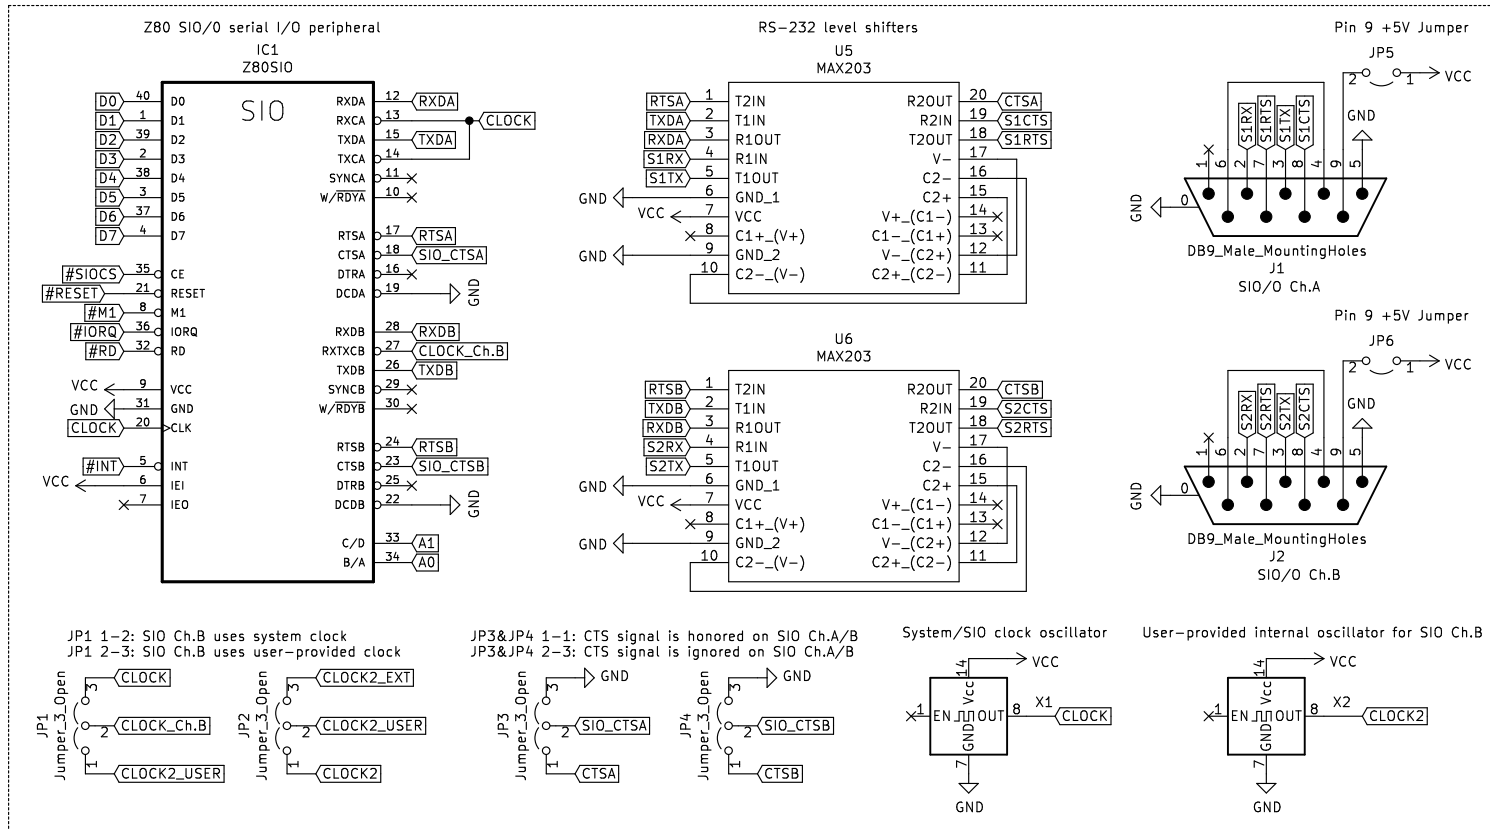 Z80 SIO/0 serial I/O peripheral
IC1
Z80SIO
SIO
D0 40 D0
D1 1 D1
D2 39 D2
D3 2 D3
D4 38 D4
D5 3 D5
D6 37 D6
D7 4 D7
#SIOCS 35 CE
#RESET 21 RESET
#M1 8 M1
#IORQ 36 IORQ
#RD 32 RD
VCC 9 VCC
GND 31 GND
CLOCK 20 CLK
#INT 5 INT
VCC 6 IEI
7 IEO
RXDA 12 RXDA
RXCA 13
CLOCK
TXDA 15 TXDA
TXCA 14
SYNCA 11
W/RDYA 10
RTSA 17 RTSA
CTSA 18 SIO_CTSA
DTRA 16
DCDA 19 GND
RXDB 28 RXDB
RXTXCB 27 CLOCK_Ch.B
TXDB 26 TXDB
SYNCB 29
W/RDYB 30
RTSB 24 RTSB
CTSB 23 SIO_CTSB
DTRB 25
DCDB 22 GND
C/D 33 A1
B/A 34 A0
RS-232 level shifters
U5
MAX203
RTSA 1 T2IN
TXDA 2 T1IN
RXDA 3 R1OUT
S1RX 4 R1IN
S1TX 5 T1OUT
GND 6 GND_1
VCC 7 VCC
8 C1+_(V+)
GND 9 GND_2
10 C2-_(V-)
R2OUT 20 CTSA
R2IN 19 S1CTS
T2OUT 18 S1RTS
V- 17
C2- 16
C2+ 15
V+_(C1-) 14
C1-_(C1+) 13
V-_(C2+) 12
C2+_(C2-) 11
U6
MAX203
RTSB 1 T2IN
TXDB 2 T1IN
RXDB 3 R1OUT
S2RX 4 R1IN
S2TX 5 T1OUT
GND 6 GND_1
VCC 7 VCC
8 C1+_(V+)
GND 9 GND_2
10 C2-_(V-)
R2OUT 20 CTSB
R2IN 19 S2CTS
T2OUT 18 S2RTS
V- 17
C2- 16
C2+ 15
V+_(C1-) 14
C1-_(C1+) 13
V-_(C2+) 12
C2+_(C2-) 11
Pin 9 +5V Jumper
JP5
2 1 VCC
S1RX S1RTS S1TX S1CTS GND
1 6 2 7 3 8 4 9 5
GND 0
DB9_Male_MountingHoles
J1
SIO/0 Ch.A
Pin 9 +5V Jumper
JP6
2 1 VCC
S2RX S2RTS S2TX S2CTS GND
1 6 2 7 3 8 4 9 5
GND 0
DB9_Male_MountingHoles
J2
SIO/0 Ch.B
JP1 1-2: SIO Ch.B uses system clock
JP1 2-3: SIO Ch.B uses user-provided clock
JP1
Jumper_3_Open
3 CLOCK
2 CLOCK_Ch.B
1 CLOCK2_USER
JP2
Jumper_3_Open
3 CLOCK2_EXT
2 CLOCK2_USER
1 CLOCK2
JP3&JP4 1-1: CTS signal is honored on SIO Ch.A/B
JP3&JP4 2-3: CTS signal is ignored on SIO Ch.A/B
JP3
Jumper_3_Open
3 GND
2 SIO_CTSA
1 CTSA
JP4
Jumper_3_Open
3 GND
2 SIO_CTSB
1 CTSB
System/SIO clock oscillator
14 VCC
Vcc
1 EN OUT 8 X1 CLOCK
GND
7
GND
User-provided internal oscillator for SIO Ch.B
14 VCC
Vcc
1 EN OUT 8 X2 CLOCK2
GND
7
GND